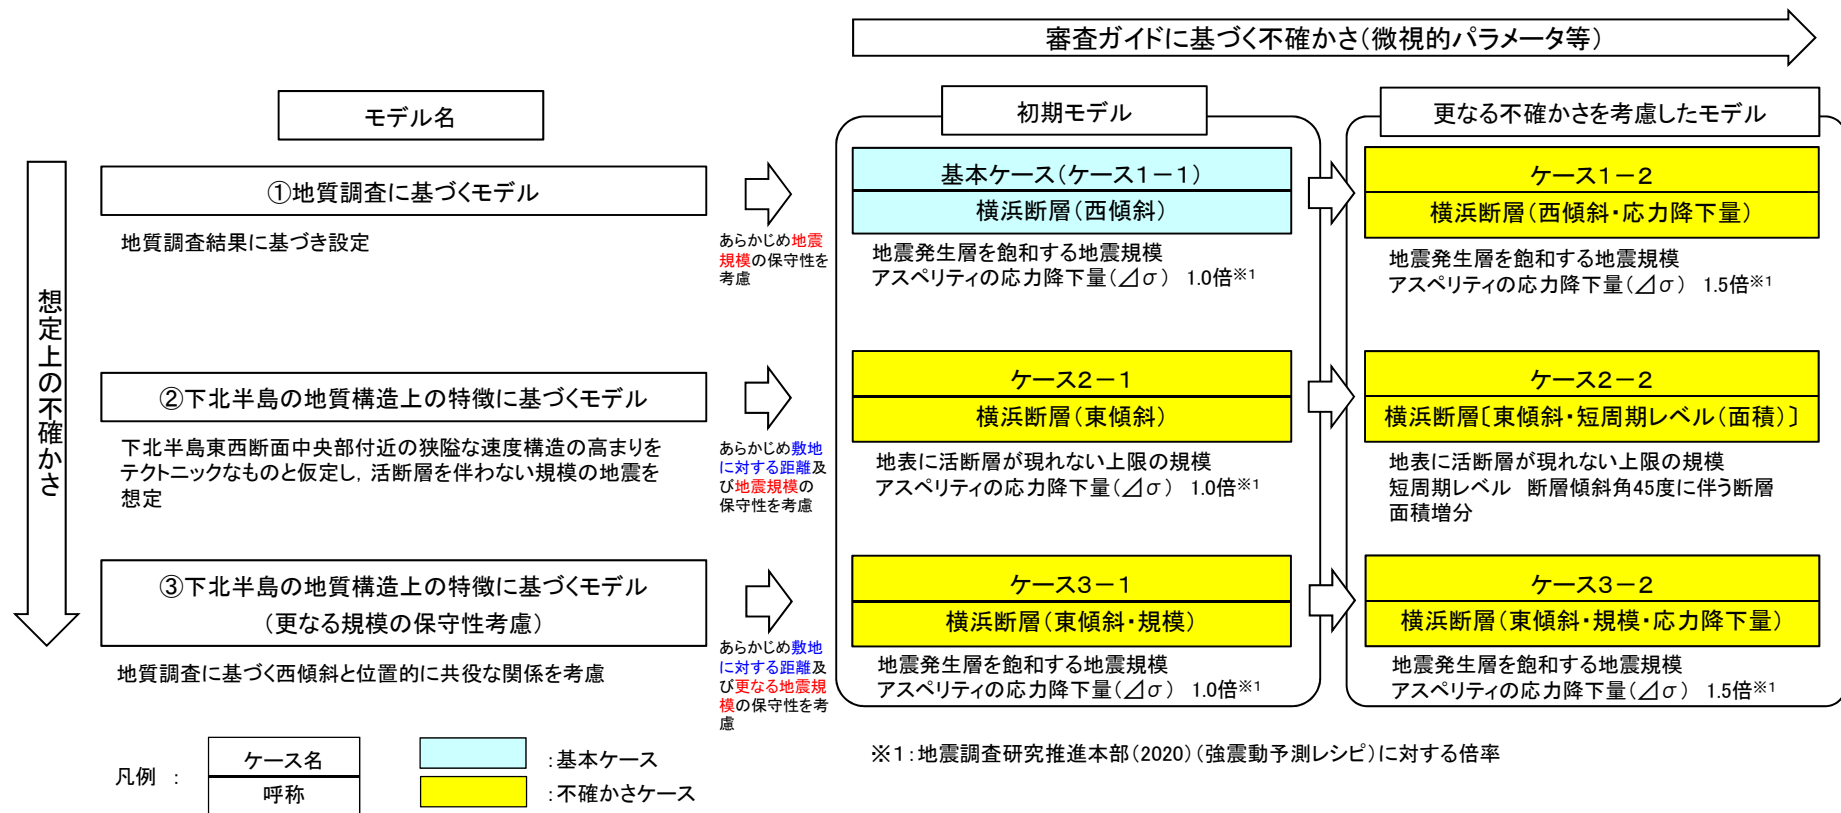 審査ガイドに基づく不確かさ(微視的パラメータ等)
モデル名
初期モデル
更なる不確かさを考慮したモデル
想定上の不確かさ
①地質調査に基づくモデル
地質調査結果に基づき設定
あらかじめ地震
規模の保守性を
考慮
基本ケース(ケース1-1)
横浜断層(西傾斜)
地震発生層を飽和する地震規模
アスペリティの応力降下量(⊿σ) 1.0倍※1
ケース1-2
横浜断層(西傾斜・応力降下量)
地震発生層を飽和する地震規模
アスペリティの応力降下量(⊿σ) 1.5倍※1
②下北半島の地質構造上の特徴に基づくモデル
下北半島東西断面中央部付近の狭隘な速度構造の高まりを
テクトニックなものと仮定し,活断層を伴わない規模の地震を
想定
あらかじめ敷地
に対する距離及
び地震規模の
保守性を考慮
ケース2-1
横浜断層(東傾斜)
地表に活断層が現れない上限の規模
アスペリティの応力降下量(⊿σ) 1.0倍※1
ケース2-2
横浜断層〔東傾斜・短周期レベル(面積)〕
地表に活断層が現れない上限の規模
短周期レベル 断層傾斜角45度に伴う断層
面積増分
③下北半島の地質構造上の特徴に基づくモデル
(更なる規模の保守性考慮)
地質調査に基づく西傾斜と位置的に共役な関係を考慮
あらかじめ敷地
に対する距離及
び更なる地震規
模の保守性を考
慮
ケース3-1
横浜断層(東傾斜・規模)
地震発生層を飽和する地震規模
アスペリティの応力降下量(⊿σ) 1.0倍※1
ケース3-2
横浜断層(東傾斜・規模・応力降下量)
地震発生層を飽和する地震規模
アスペリティの応力降下量(⊿σ) 1.5倍※1
※1:地震調査研究推進本部(2020)(強震動予測レシピ)に対する倍率
凡例 :
ケース名
呼称
:基本ケース
:不確かさケース